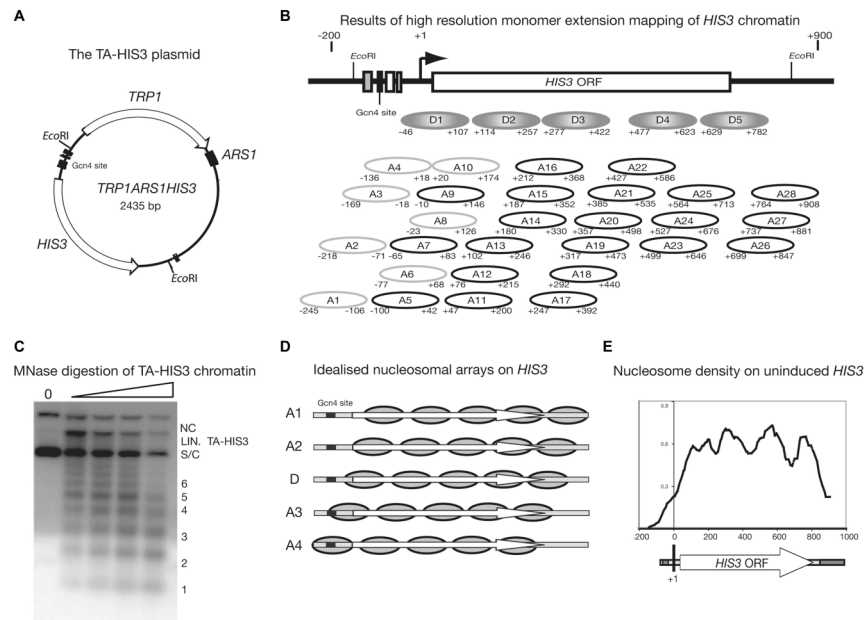 A
The TA-HIS3 plasmid
TRP1
EcoRI
Gcn4 site
ARS1
TRP1ARS1HIS3
2435 bp
HIS3
EcoRI
B
Results of high resolution monomer extension mapping of HIS3 chromatin
-200
+1
+900
EcoRI
EcoRI
HIS3 ORF
Gcn4 site
D1 D2 D3 D4 D5
-46 +107 +114 +257 +277 +422 +477 +623 +629 +782
A4 A10 A16 A22
-136 +18 +20 +174 +212 +368 +427 +586
A3 A9 A15 A21 A25 A28
-169 -18 -10 +146 +187 +352 +385 +535 +564 +713 +764 +908
A8 A14 A20 A24 A27
-23 +126 +180 +330 +357 +498 +527 +676 +737 +881
A2 A7 A13 A19 A23 A26
-218 -71 -65 +83 +102 +246 +317 +473 +499 +646 +699 +847
A6 A12 A18
-77 +68 +76 +215 +292 +440
A1 A5 A11 A17
-245 -106 -100 +42 +47 +200 +247 +392
C
MNase digestion of TA-HIS3 chromatin
0
NC
LIN. TA-HIS3
S/C
6
5
4
3
2
1
D
Idealised nucleosomal arrays on HIS3
Gcn4 site
A1
A2
D
A3
A4
E
Nucleosome density on uninduced HIS3
0.9
0.6
0.3
-200 0 200 400 600 800 1000
HIS3 ORF
+1